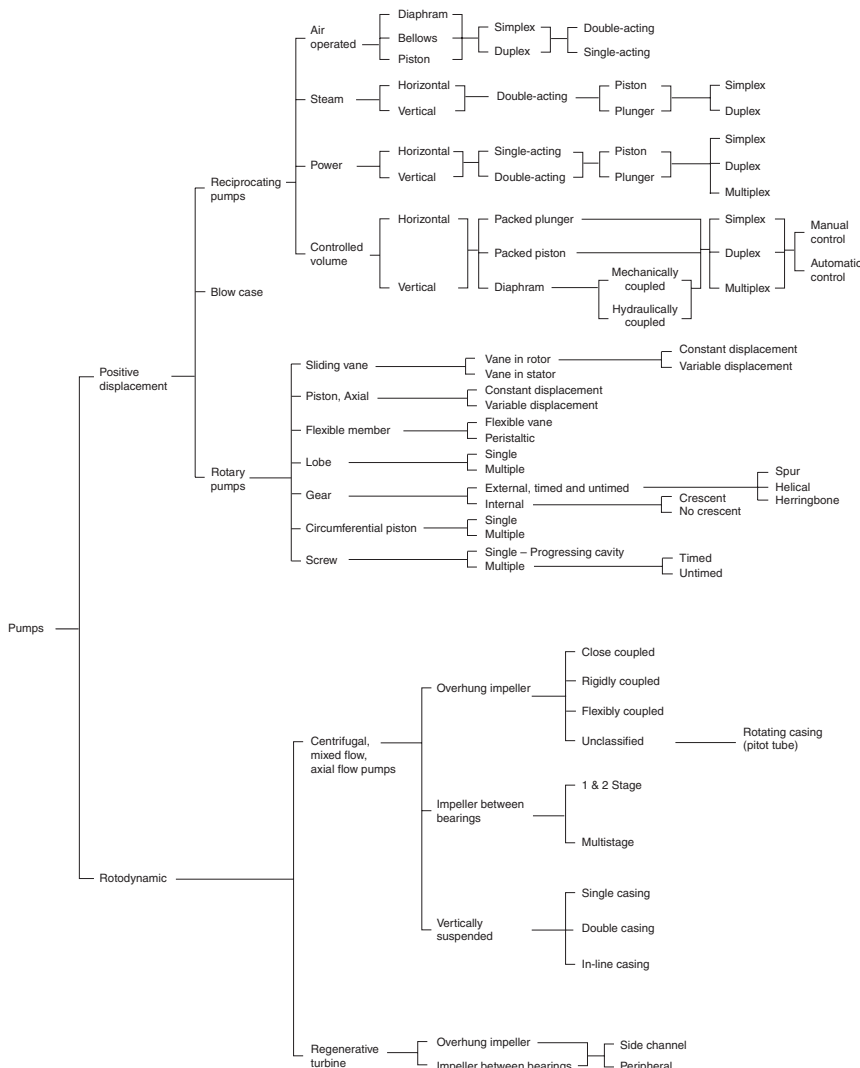 Diaphram
Air
operated
Bellows
Piston
Simplex
Duplex
Double-acting
Single-acting
Steam
Horizontal
Vertical
Double-acting
Piston
Plunger
Simplex
Duplex
Power
Horizontal
Vertical
Single-acting
Double-acting
Piston
Plunger
Simplex
Duplex
Multiplex
Reciprocating
pumps
Controlled
volume
Horizontal
Vertical
Packed plunger
Packed piston
Diaphram
Mechanically
coupled
Hydraulically
coupled
Simplex
Duplex
Multiplex
Manual
control
Automatic
control
Blow case
Positive
displacement
Rotary
pumps
Sliding vane
Vane in rotor
Vane in stator
Constant displacement
Variable displacement
Piston, Axial
Constant displacement
Variable displacement
Flexible member
Flexible vane
Peristaltic
Lobe
Single
Multiple
Gear
External, timed and untimed
Internal
Spur
Helical
Herringbone
Crescent
No crescent
Circumferential piston
Single
Multiple
Screw
Single – Progressing cavity
Multiple
Timed
Untimed
Pumps
Rotodynamic
Centrifugal,
mixed flow,
axial flow pumps
Overhung impeller
Close coupled
Rigidly coupled
Flexibly coupled
Unclassified
Rotating casing
(pitot tube)
Impeller between
bearings
1 & 2 Stage
Multistage
Vertically
suspended
Single casing
Double casing
In-line casing
Regenerative
turbine
Overhung impeller
Impeller between bearings
Side channel
Peripheral